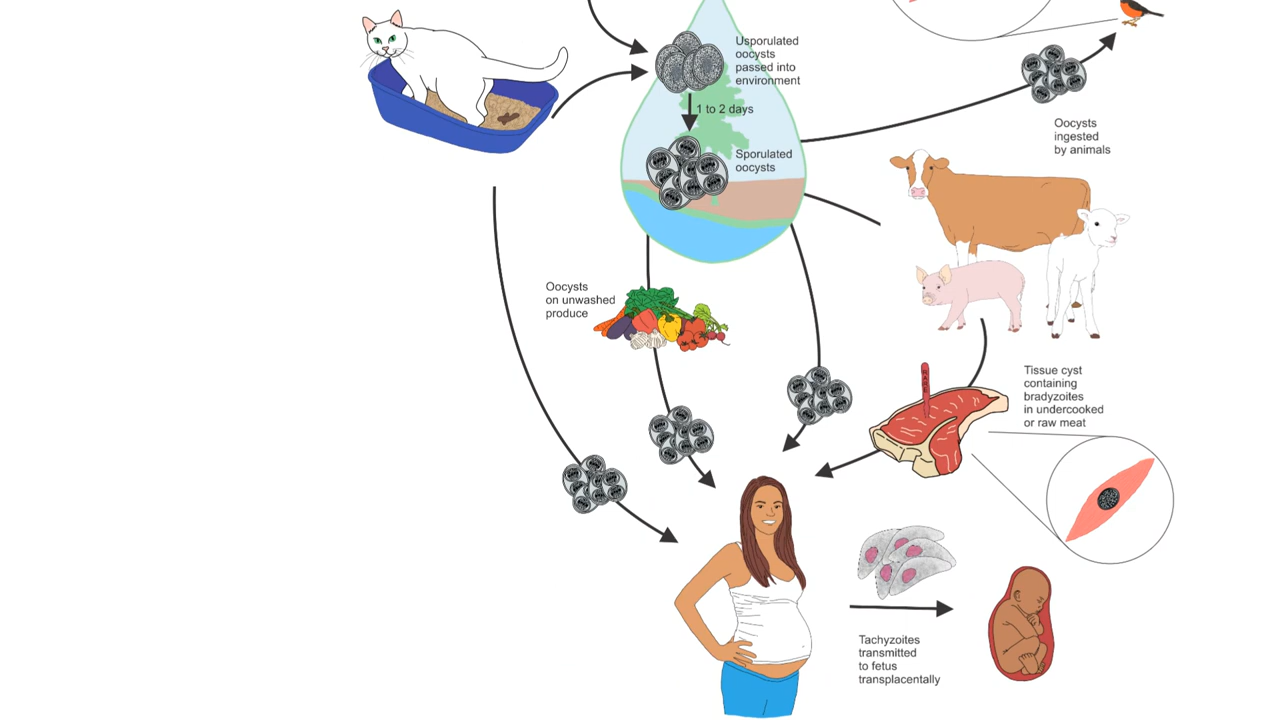 Usporulated
oocysts
passed into
environment
1 to 2 days
Sporulated
oocysts
Oocysts
ingested
by animals
Oocysts
on unwashed
produce
Tissue cyst
containing
bradyzoites
in undercooked
or raw meat
Tachyzoites
transmitted
to fetus
transplacentally